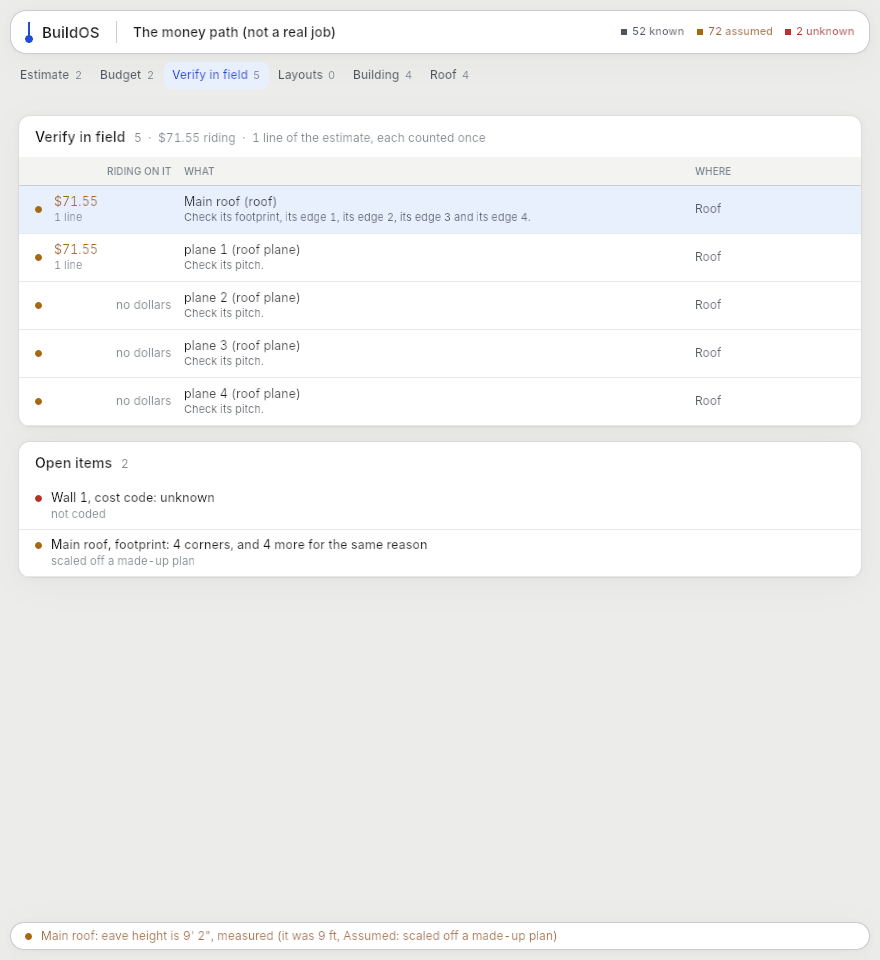 BuildOS
The money path (not a real job)
52 known 72 assumed 2 unknown
Estimate 2 Budget 2 Verify in field 5 Layouts 0 Building 4 Roof 4
Verify in field 5 · $71.55 riding · 1 line of the estimate, each counted once
RIDING ON IT WHAT WHERE
$71.55 Main roof (roof) Roof
1 line Check its footprint, its edge 1, its edge 2, its edge 3 and its edge 4.
$71.55 plane 1 (roof plane) Roof
1 line Check its pitch.
no dollars plane 2 (roof plane) Roof
Check its pitch.
no dollars plane 3 (roof plane) Roof
Check its pitch.
no dollars plane 4 (roof plane) Roof
Check its pitch.
Open items 2
Wall 1, cost code: unknown
not coded
Main roof, footprint: 4 corners, and 4 more for the same reason
scaled off a made-up plan
Main roof: eave height is 9' 2", measured (it was 9 ft, Assumed: scaled off a made-up plan)